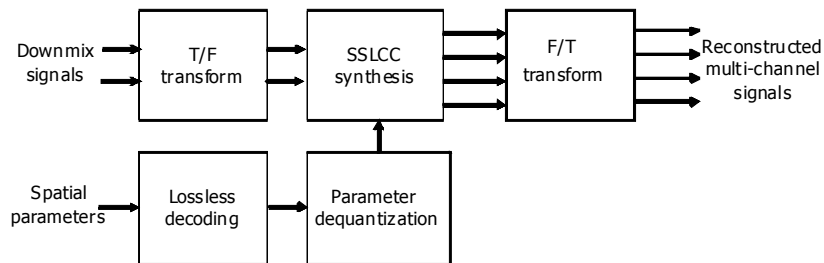 Downmix
signals
T/F
transform
SSLCC
synthesis
F/T
transform
Reconstructed
multi-channel
signals
Spatial
parameters
Lossless
decoding
Parameter
dequantization